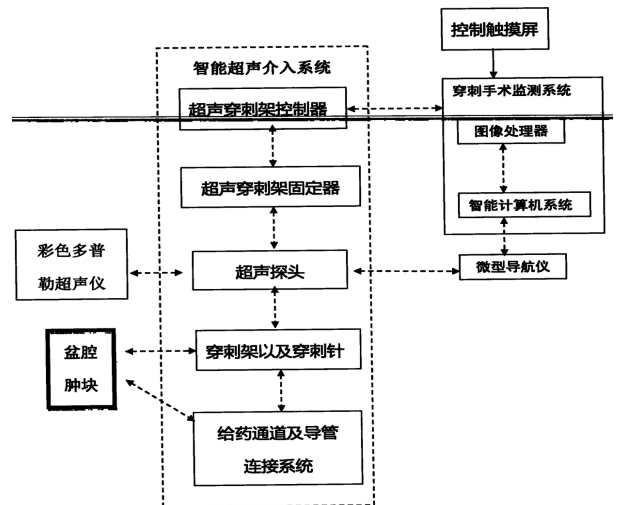 控制触摸屏
智能超声介入系统
穿刺手术监测系统
超声穿刺架控制器
图像处理器
超声穿刺架固定器
智能计算机系统
彩色多普
勒超声仪
超声探头
微型导航仪
盆腔
肿块
穿刺架以及穿刺针
给药通道及导管
连接系统